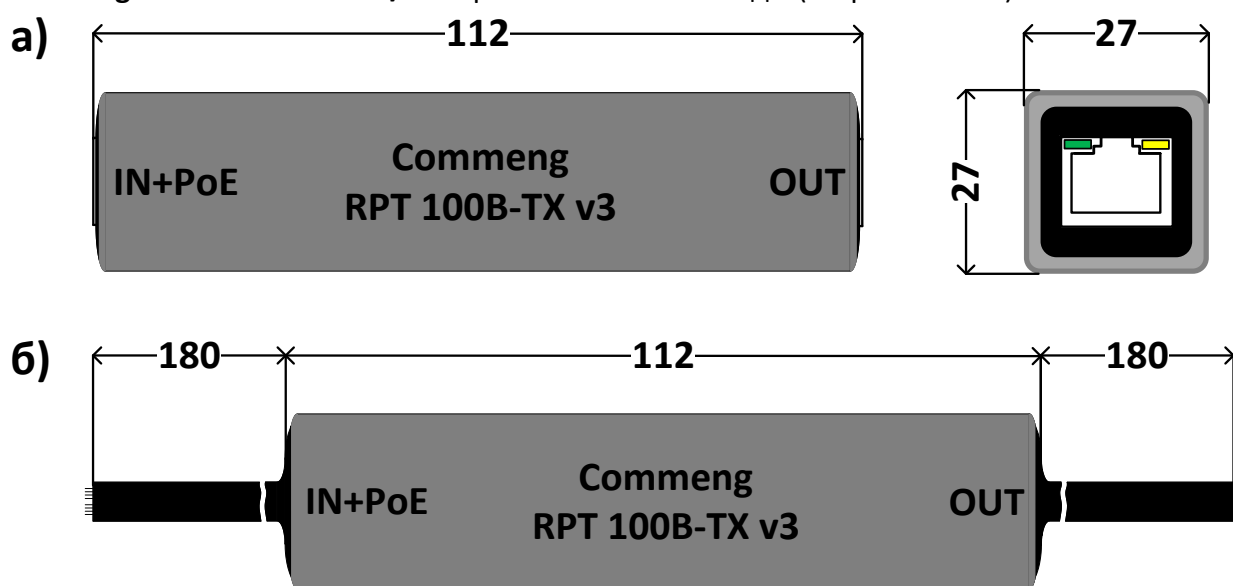 а)
112
27
IN+PoE
Commeng
RPT 100B-TX v3
OUT
27
б)
180
112
180
IN+PoE
Commeng
RPT 100B-TX v3
OUT